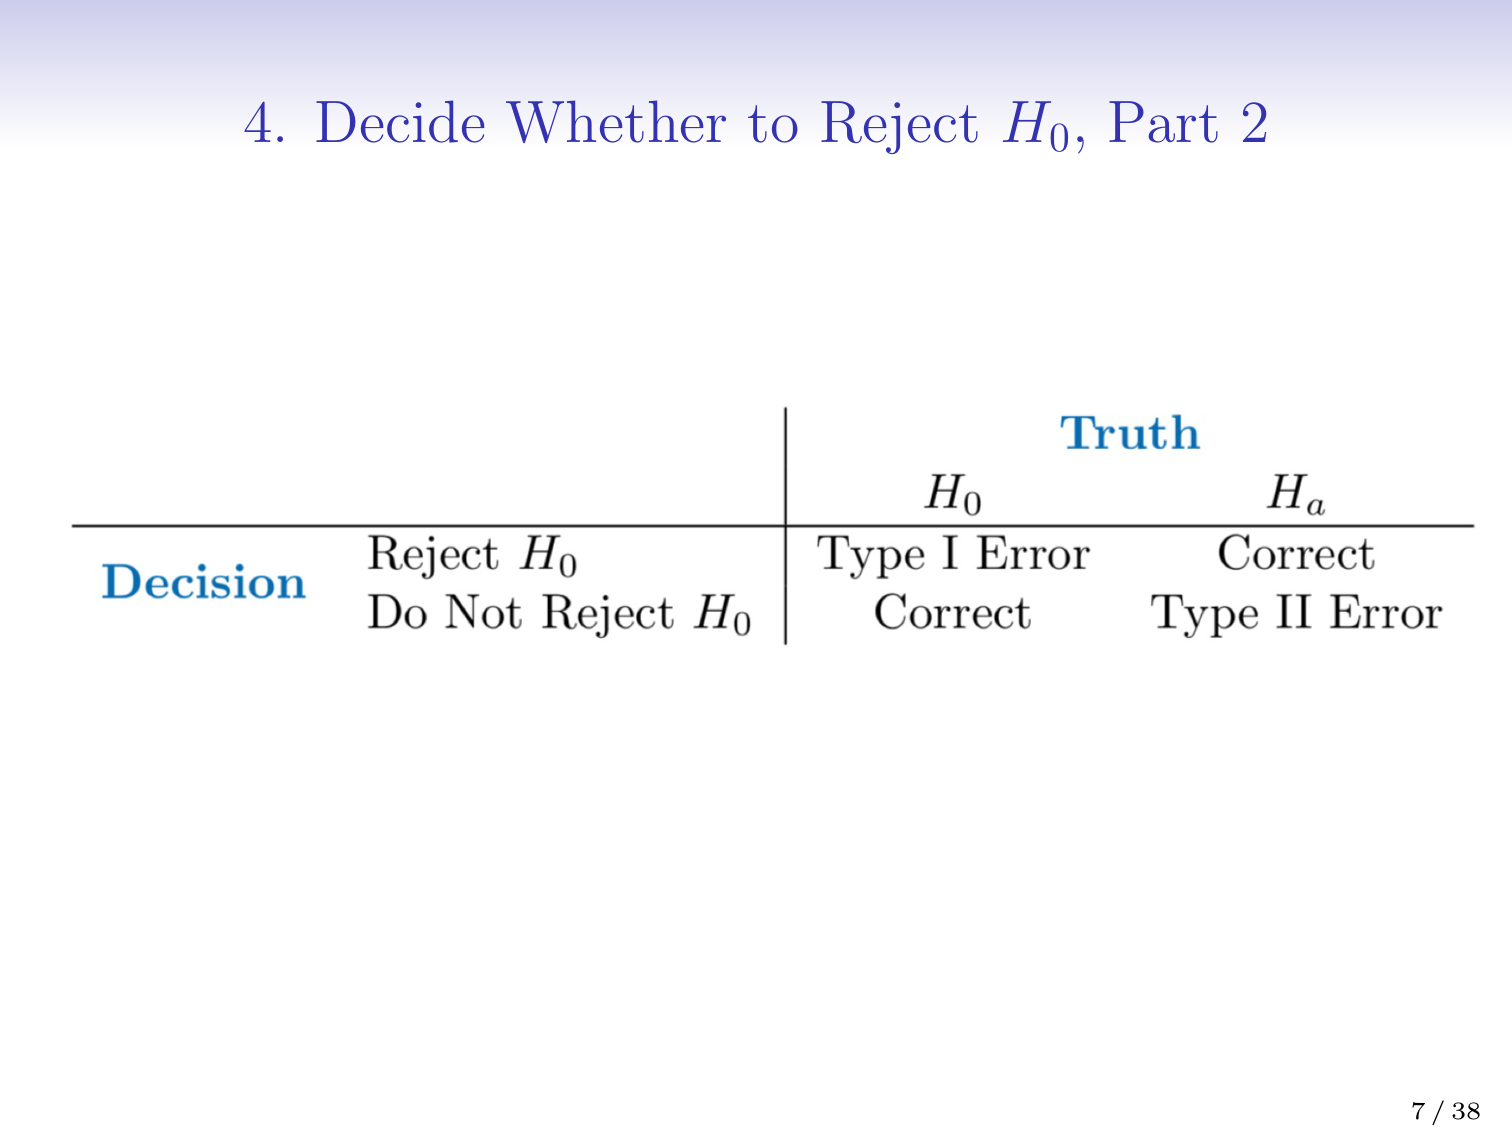 4. Decide Whether to Reject H₀, Part 2
Truth
H₀ Hₐ
Decision
Reject H₀ Type I Error Correct
Do Not Reject H₀ Correct Type II Error
7 / 38